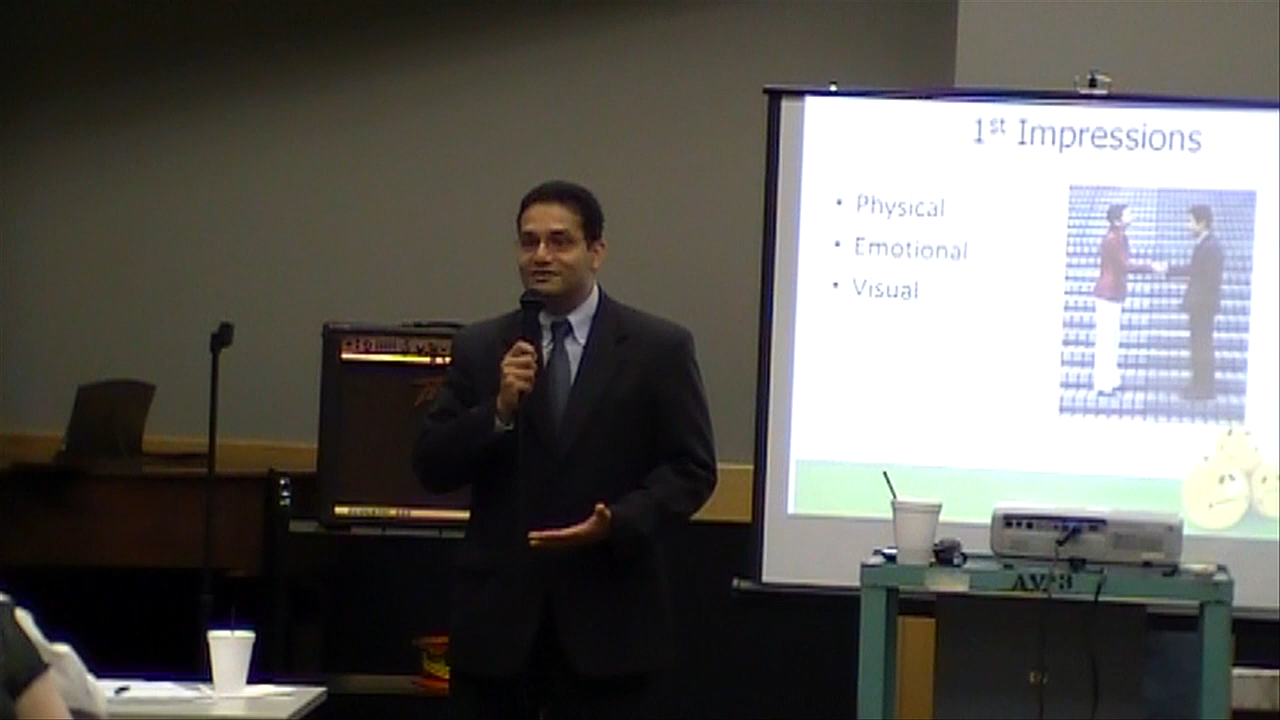 1st Impressions
• Physical
• Emotional
• Visual
AV-3